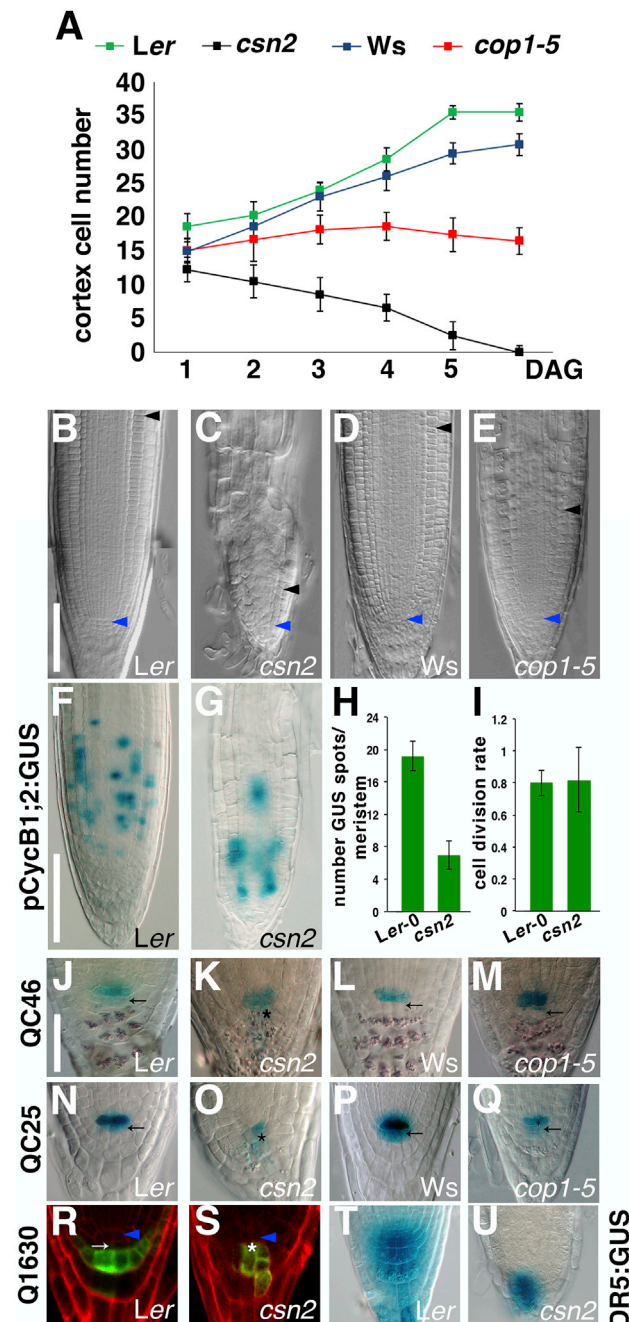 A
Ler csn2 Ws cop1-5
cortex cell number
40
35
30
25
20
15
10
5
0
1 2 3 4 5 DAG
B C D E
Ler csn2 Ws cop1-5
pCycB1;2:GUS
F G H I
Ler csn2
number GUS spots/
meristem
24
20
16
12
8
4
0
Ler-0 csn2
cell division rate
1.2
1
0.8
0.6
0.4
0.2
0
Ler-0 csn2
QC46
J K L M
*
Ler csn2 Ws cop1-5
QC25
N O P Q
*
Ler csn2 Ws cop1-5
Q1630
R S T U
*
Ler csn2 Ler csn2
DR5:GUS